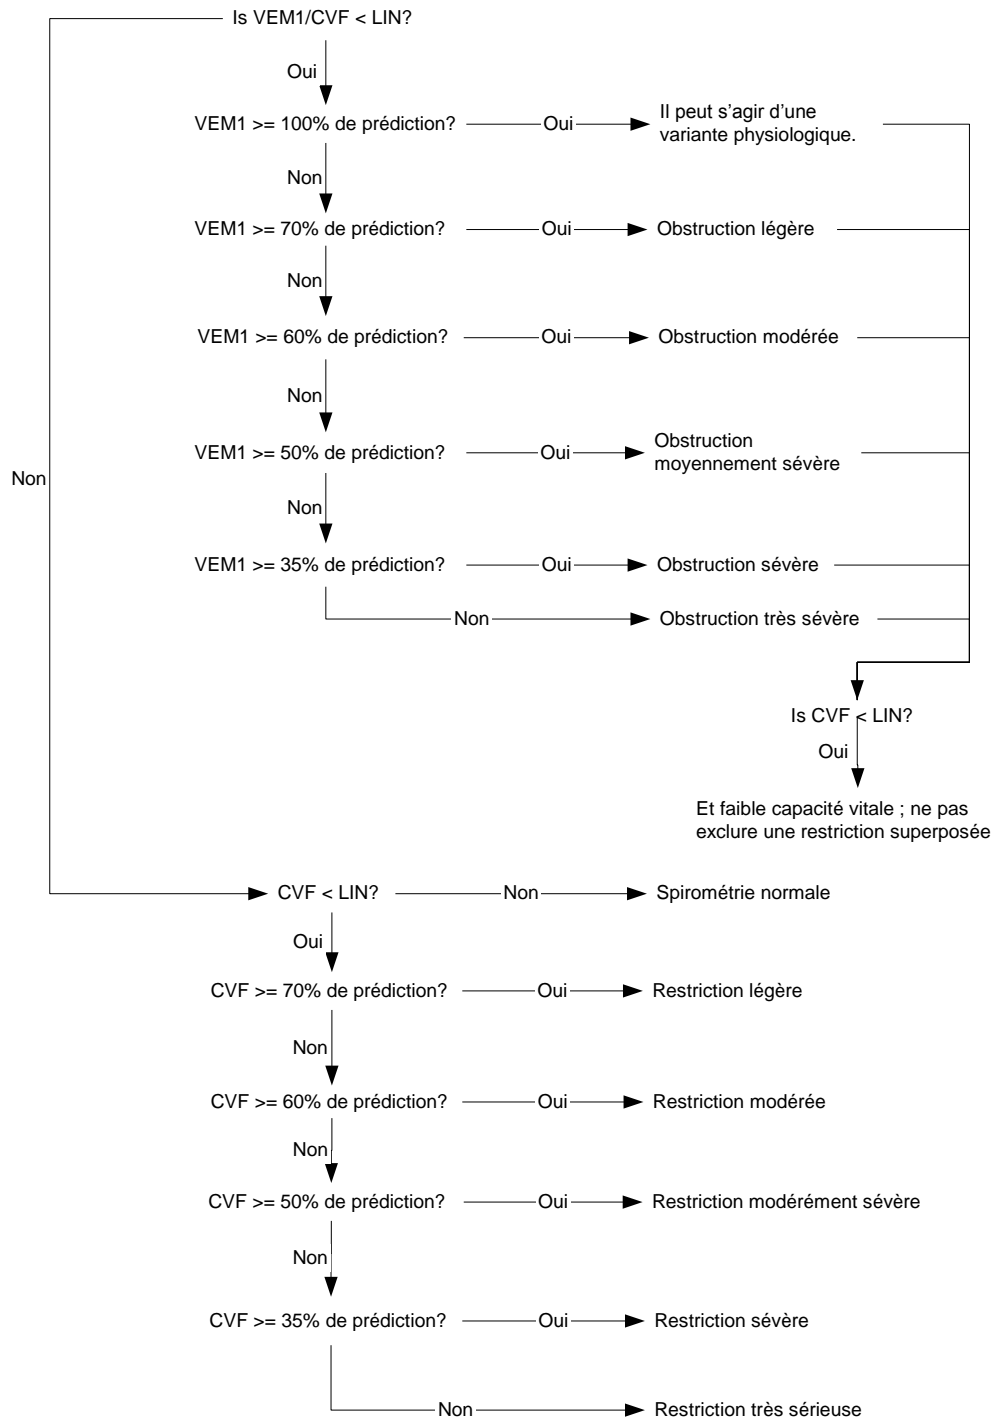 Is VEM1/CVF < LIN?
Oui
VEM1 >= 100% de prédiction?
Oui
Il peut s'agir d'une
variante physiologique.
Non
VEM1 >= 70% de prédiction?
Oui
Obstruction légère
Non
VEM1 >= 60% de prédiction?
Oui
Obstruction modérée
Non
VEM1 >= 50% de prédiction?
Oui
Obstruction
moyennement sévère
Non
Non
VEM1 >= 35% de prédiction?
Oui
Obstruction sévère
Non
Obstruction très sévère
Is CVF < LIN?
Oui
Et faible capacité vitale ; ne pas
exclure une restriction superposée
CVF < LIN?
Non
Spirométrie normale
Oui
CVF >= 70% de prédiction?
Oui
Restriction légère
Non
CVF >= 60% de prédiction?
Oui
Restriction modérée
Non
CVF >= 50% de prédiction?
Oui
Restriction modérément sévère
Non
CVF >= 35% de prédiction?
Oui
Restriction sévère
Non
Restriction très sérieuse